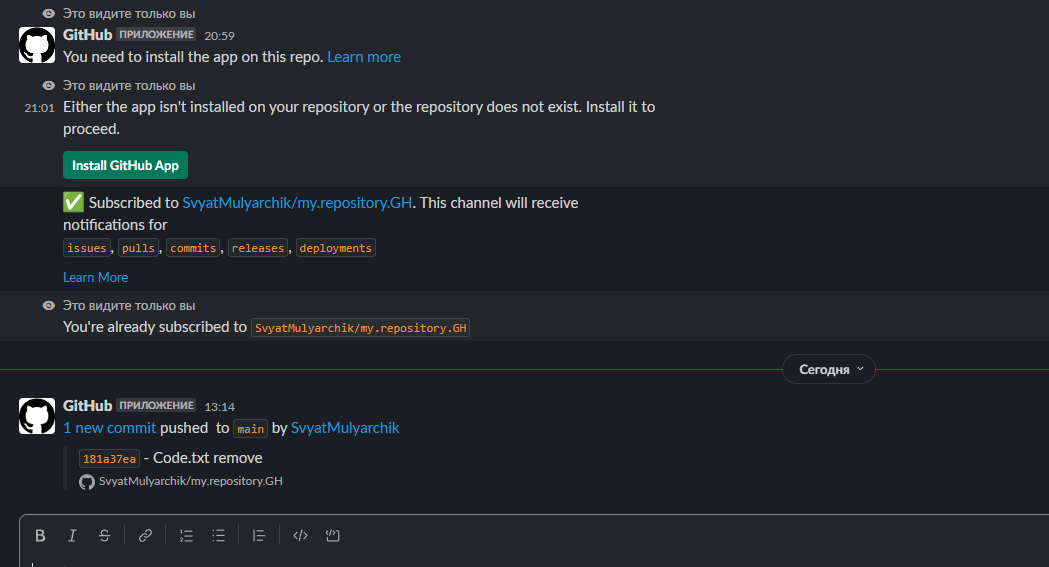 Это видите только вы
GitHub ПРИЛОЖЕНИЕ 20:59
You need to install the app on this repo. Learn more
Это видите только вы
21:01 Either the app isn't installed on your repository or the repository does not exist. Install it to
proceed.
Install GitHub App
Subscribed to SvyatMulyarchik/my.repository.GH. This channel will receive
notifications for
issues, pulls, commits, releases, deployments
Learn More
Это видите только вы
You're already subscribed to SvyatMulyarchik/my.repository.GH
Сегодня
GitHub ПРИЛОЖЕНИЕ 13:14
1 new commit pushed to main by SvyatMulyarchik
181a37ea - Code.txt remove
SvyatMulyarchik/my.repository.GH